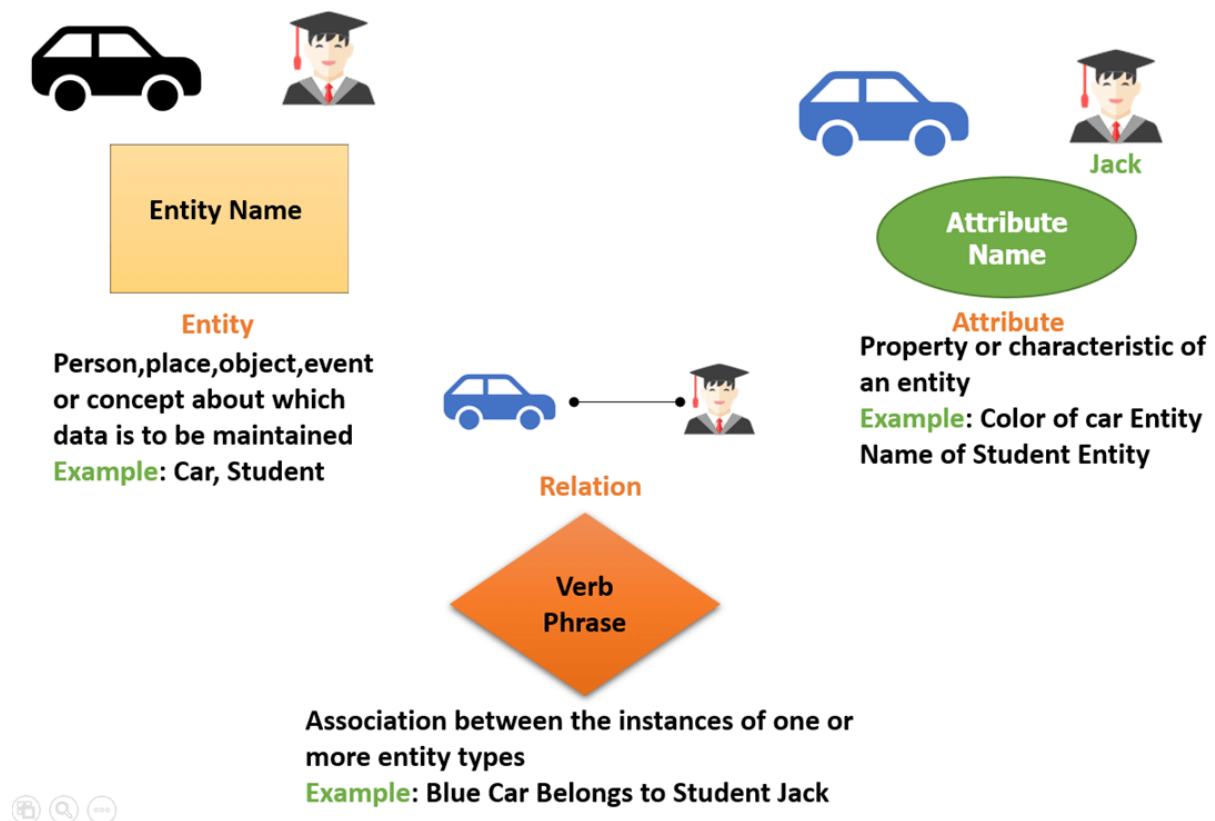 Entity Name
Entity
Person,place,object,event
or concept about which
data is to be maintained
Example: Car, Student
Jack
Attribute
Name
Attribute
Property or characteristic of
an entity
Example: Color of car Entity
Name of Student Entity
Relation
Verb
Phrase
Association between the instances of one or
more entity types
Example: Blue Car Belongs to Student Jack